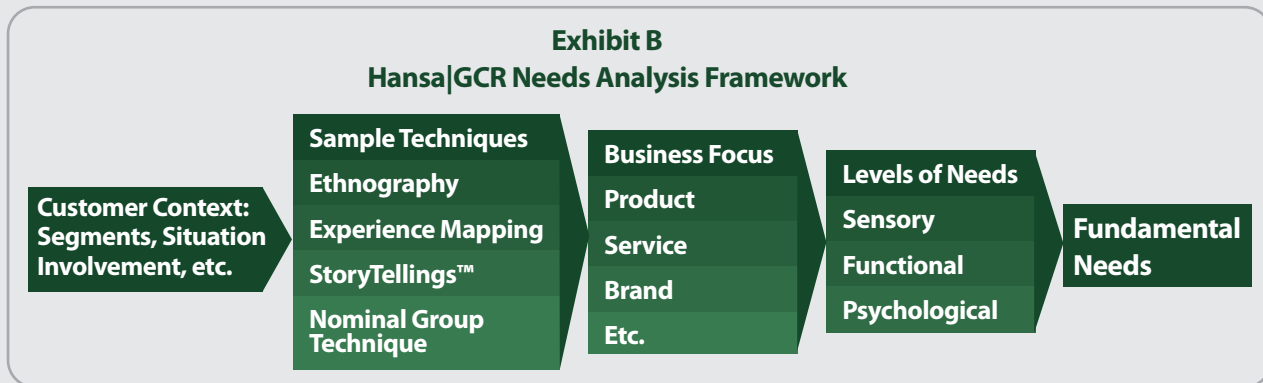 Exhibit B
Hansa|GCR Needs Analysis Framework
Customer Context:
Segments, Situation
Involvement, etc.
Sample Techniques
Ethnography
Experience Mapping
StoryTellings™
Nominal Group
Technique
Business Focus
Product
Service
Brand
Etc.
Levels of Needs
Sensory
Functional
Psychological
Fundamental
Needs